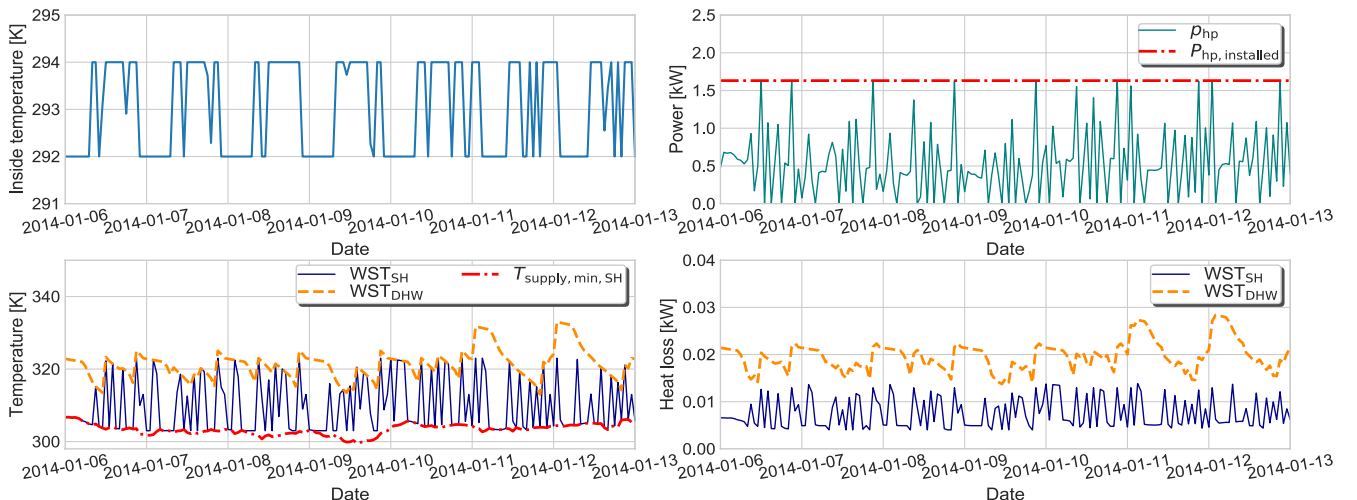 Inside temperature [K]
295
294
293
292
291
2014-01-06 2014-01-07 2014-01-08 2014-01-09 2014-01-10 2014-01-11 2014-01-12 2014-01-13
Date
Power [kW]
2.5
2.0
1.5
1.0
0.5
0.0
p_hp
P_hp, installed
2014-01-06 2014-01-07 2014-01-08 2014-01-09 2014-01-10 2014-01-11 2014-01-12 2014-01-13
Date
Temperature [K]
340
320
300
WST_SH
WST_DHW
T_supply, min, SH
2014-01-06 2014-01-07 2014-01-08 2014-01-09 2014-01-10 2014-01-11 2014-01-12 2014-01-13
Date
Heat loss [kW]
0.04
0.03
0.02
0.01
0.00
WST_SH
WST_DHW
2014-01-06 2014-01-07 2014-01-08 2014-01-09 2014-01-10 2014-01-11 2014-01-12 2014-01-13
Date